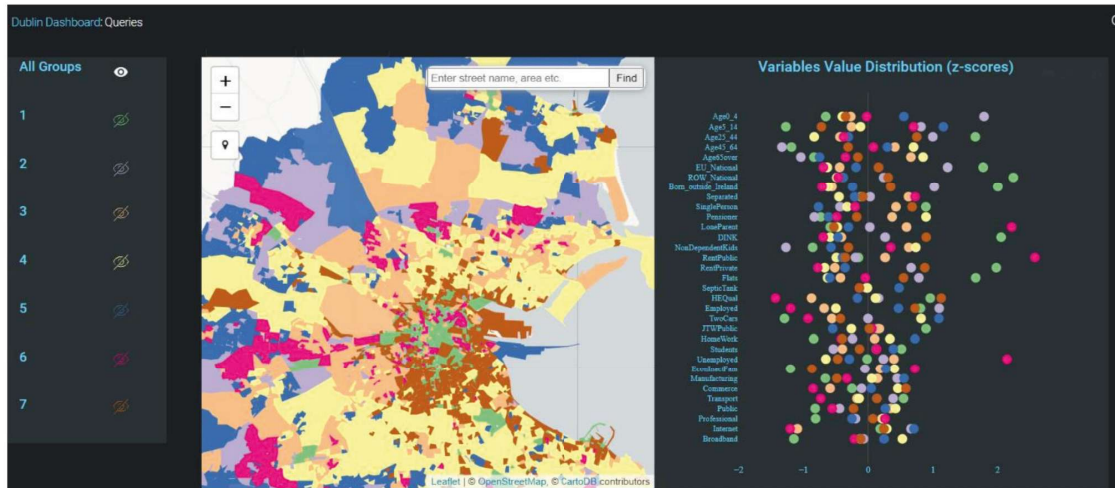 Dublin Dashboard: Queries
All Groups
1
2
3
4
5
6
7
+
−
Enter street name, area etc.
Find
Leaflet | © OpenStreetMap, © CartoDB contributors
Variables Value Distribution (z-scores)
Age0_4
Age5_14
Age25_44
Age45_64
Age65over
EU_National
ROW_National
Born_outside_Ireland
Separated
SinglePerson
Pensioner
LoneParent
DINK
NonDependentKids
RentPublic
RentPrivate
Flats
SepticTank
HEQual
Employed
TwoCars
JTWPublic
HomeWork
Students
Unemployed
Manufacturing
Commerce
Transport
Public
Professional
Internet
Broadband
−2 −1 0 1 2